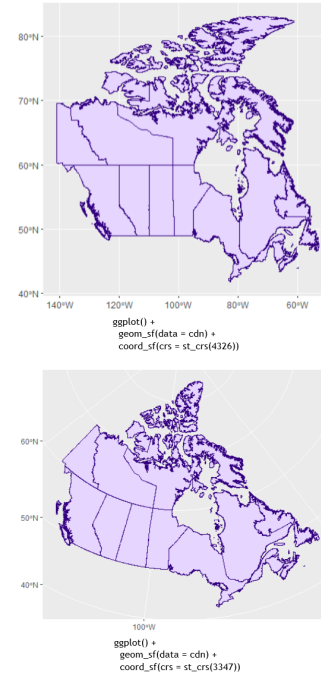 80°N
70°N
60°N
50°N
40°N
140°W 120°W 100°W 80°W 60°W
ggplot() +
geom_sf(data = cdn) +
coord_sf(crs = st_crs(4326))
60°N
50°N
40°N
100°W
ggplot() +
geom_sf(data = cdn) +
coord_sf(crs = st_crs(3347))